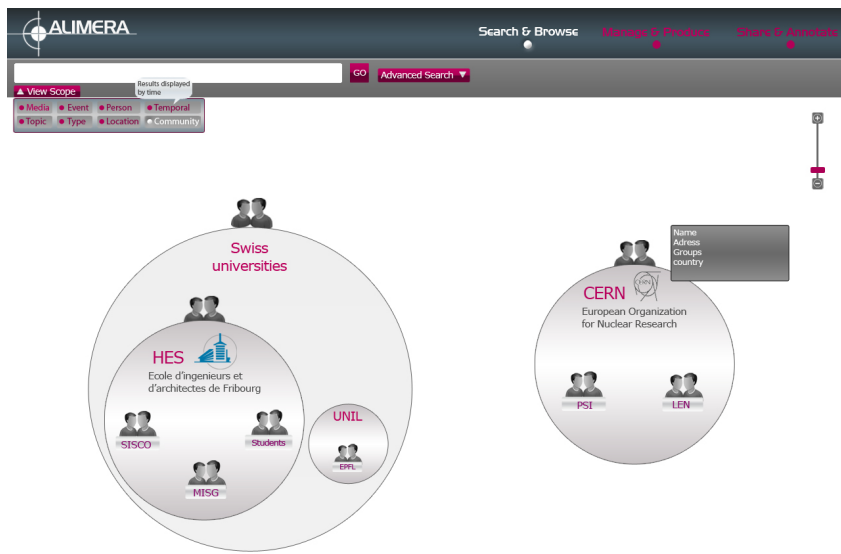 ALIMERA
Search & Browse
Manage & Produce
Share & Annotate
GO
Advanced Search
View Scope
Results displayed
by time
Media
Event
Person
Temporal
Topic
Type
Location
Community
Swiss
universities
HES
Ecole d'ingenieurs et
d'architectes de Fribourg
SISCO
Students
MISG
UNIL
EPFL
Name
Adress
Groups
country
CERN
CERN
European Organization
for Nuclear Research
PSI
LEN